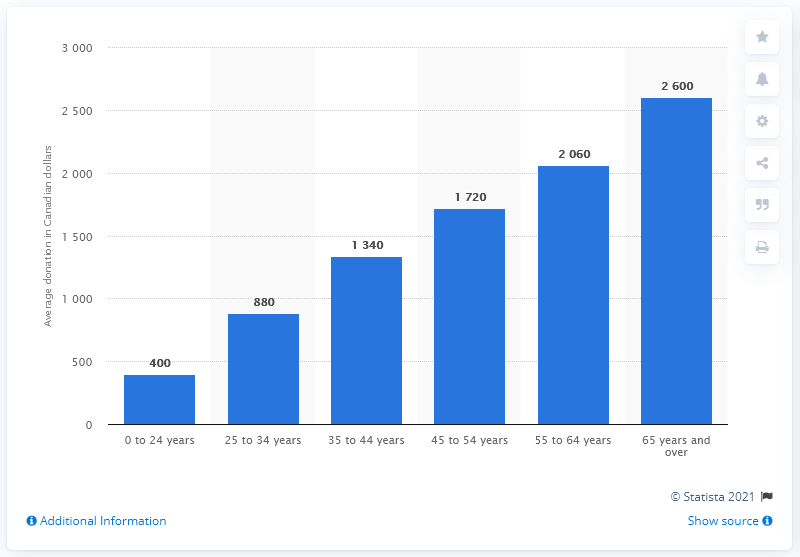 3 000
2 500
2 000
1 500
1 000
500
0
Average donation in Canadian dollars
400
880
1 340
1 720
2 060
2 600
0 to 24 years
25 to 34 years
35 to 44 years
45 to 54 years
55 to 64 years
65 years and
over
© Statista 2021
Additional Information
Show source